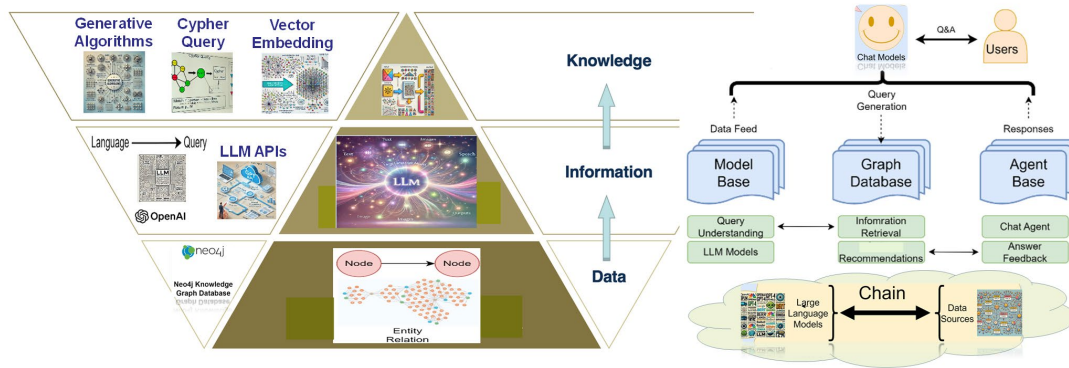 Generative
Algorithms
Cypher
Query
Vector
Embedding
Language
Query
LLM APIs
LLM
OpenAI
LLM
neo4j
Neo4j Knowledge
Graph Database
Node
Node
Entity
Relation
Knowledge
Information
Data
Chat Models
Q&A
Users
Query
Generation
Data Feed
Responses
Model
Base
Graph
Database
Agent
Base
Query
Understanding
Infomration
Retrieval
Chat Agent
LLM Models
Recommendations
Answer
Feedback
Chain
Large
Language
Models
Data
Sources